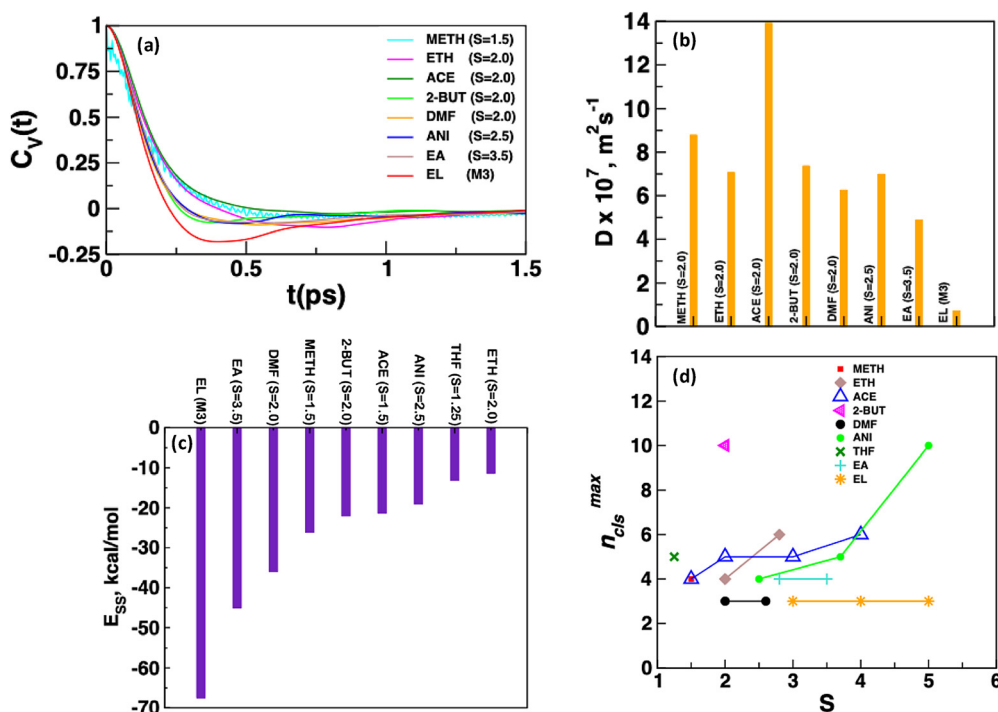 (a)
1
0.75
0.5
0.25
0
-0.25
C_V(t)
METH (S=1.5)
ETH (S=2.0)
ACE (S=2.0)
2-BUT (S=2.0)
DMF (S=2.0)
ANI (S=2.5)
EA (S=3.5)
EL (M3)
0 0.5 1 1.5
t(ps)
(b)
14
12
10
8
6
4
2
0
D x 10^7, m^2s^-1
METH (S=2.0)
ETH (S=2.0)
ACE (S=2.0)
2-BUT (S=2.0)
DMF (S=2.0)
ANI (S=2.5)
EA (S=3.5)
EL (M3)
EL (M3)
EA (S=3.5)
DMF (S=2.0)
METH (S=1.5)
2-BUT (S=2.0)
ACE (S=1.5)
ANI (S=2.5)
THF (S=1.25)
ETH (S=2.0)
(c)
0
-10
-20
-30
-40
-50
-60
-70
E_SS, kcal/mol
(d)
14
12
10
8
6
4
2
0
n_cls^max
METH
ETH
ACE
2-BUT
DMF
ANI
THF
EA
EL
1 2 3 4 5 6
S